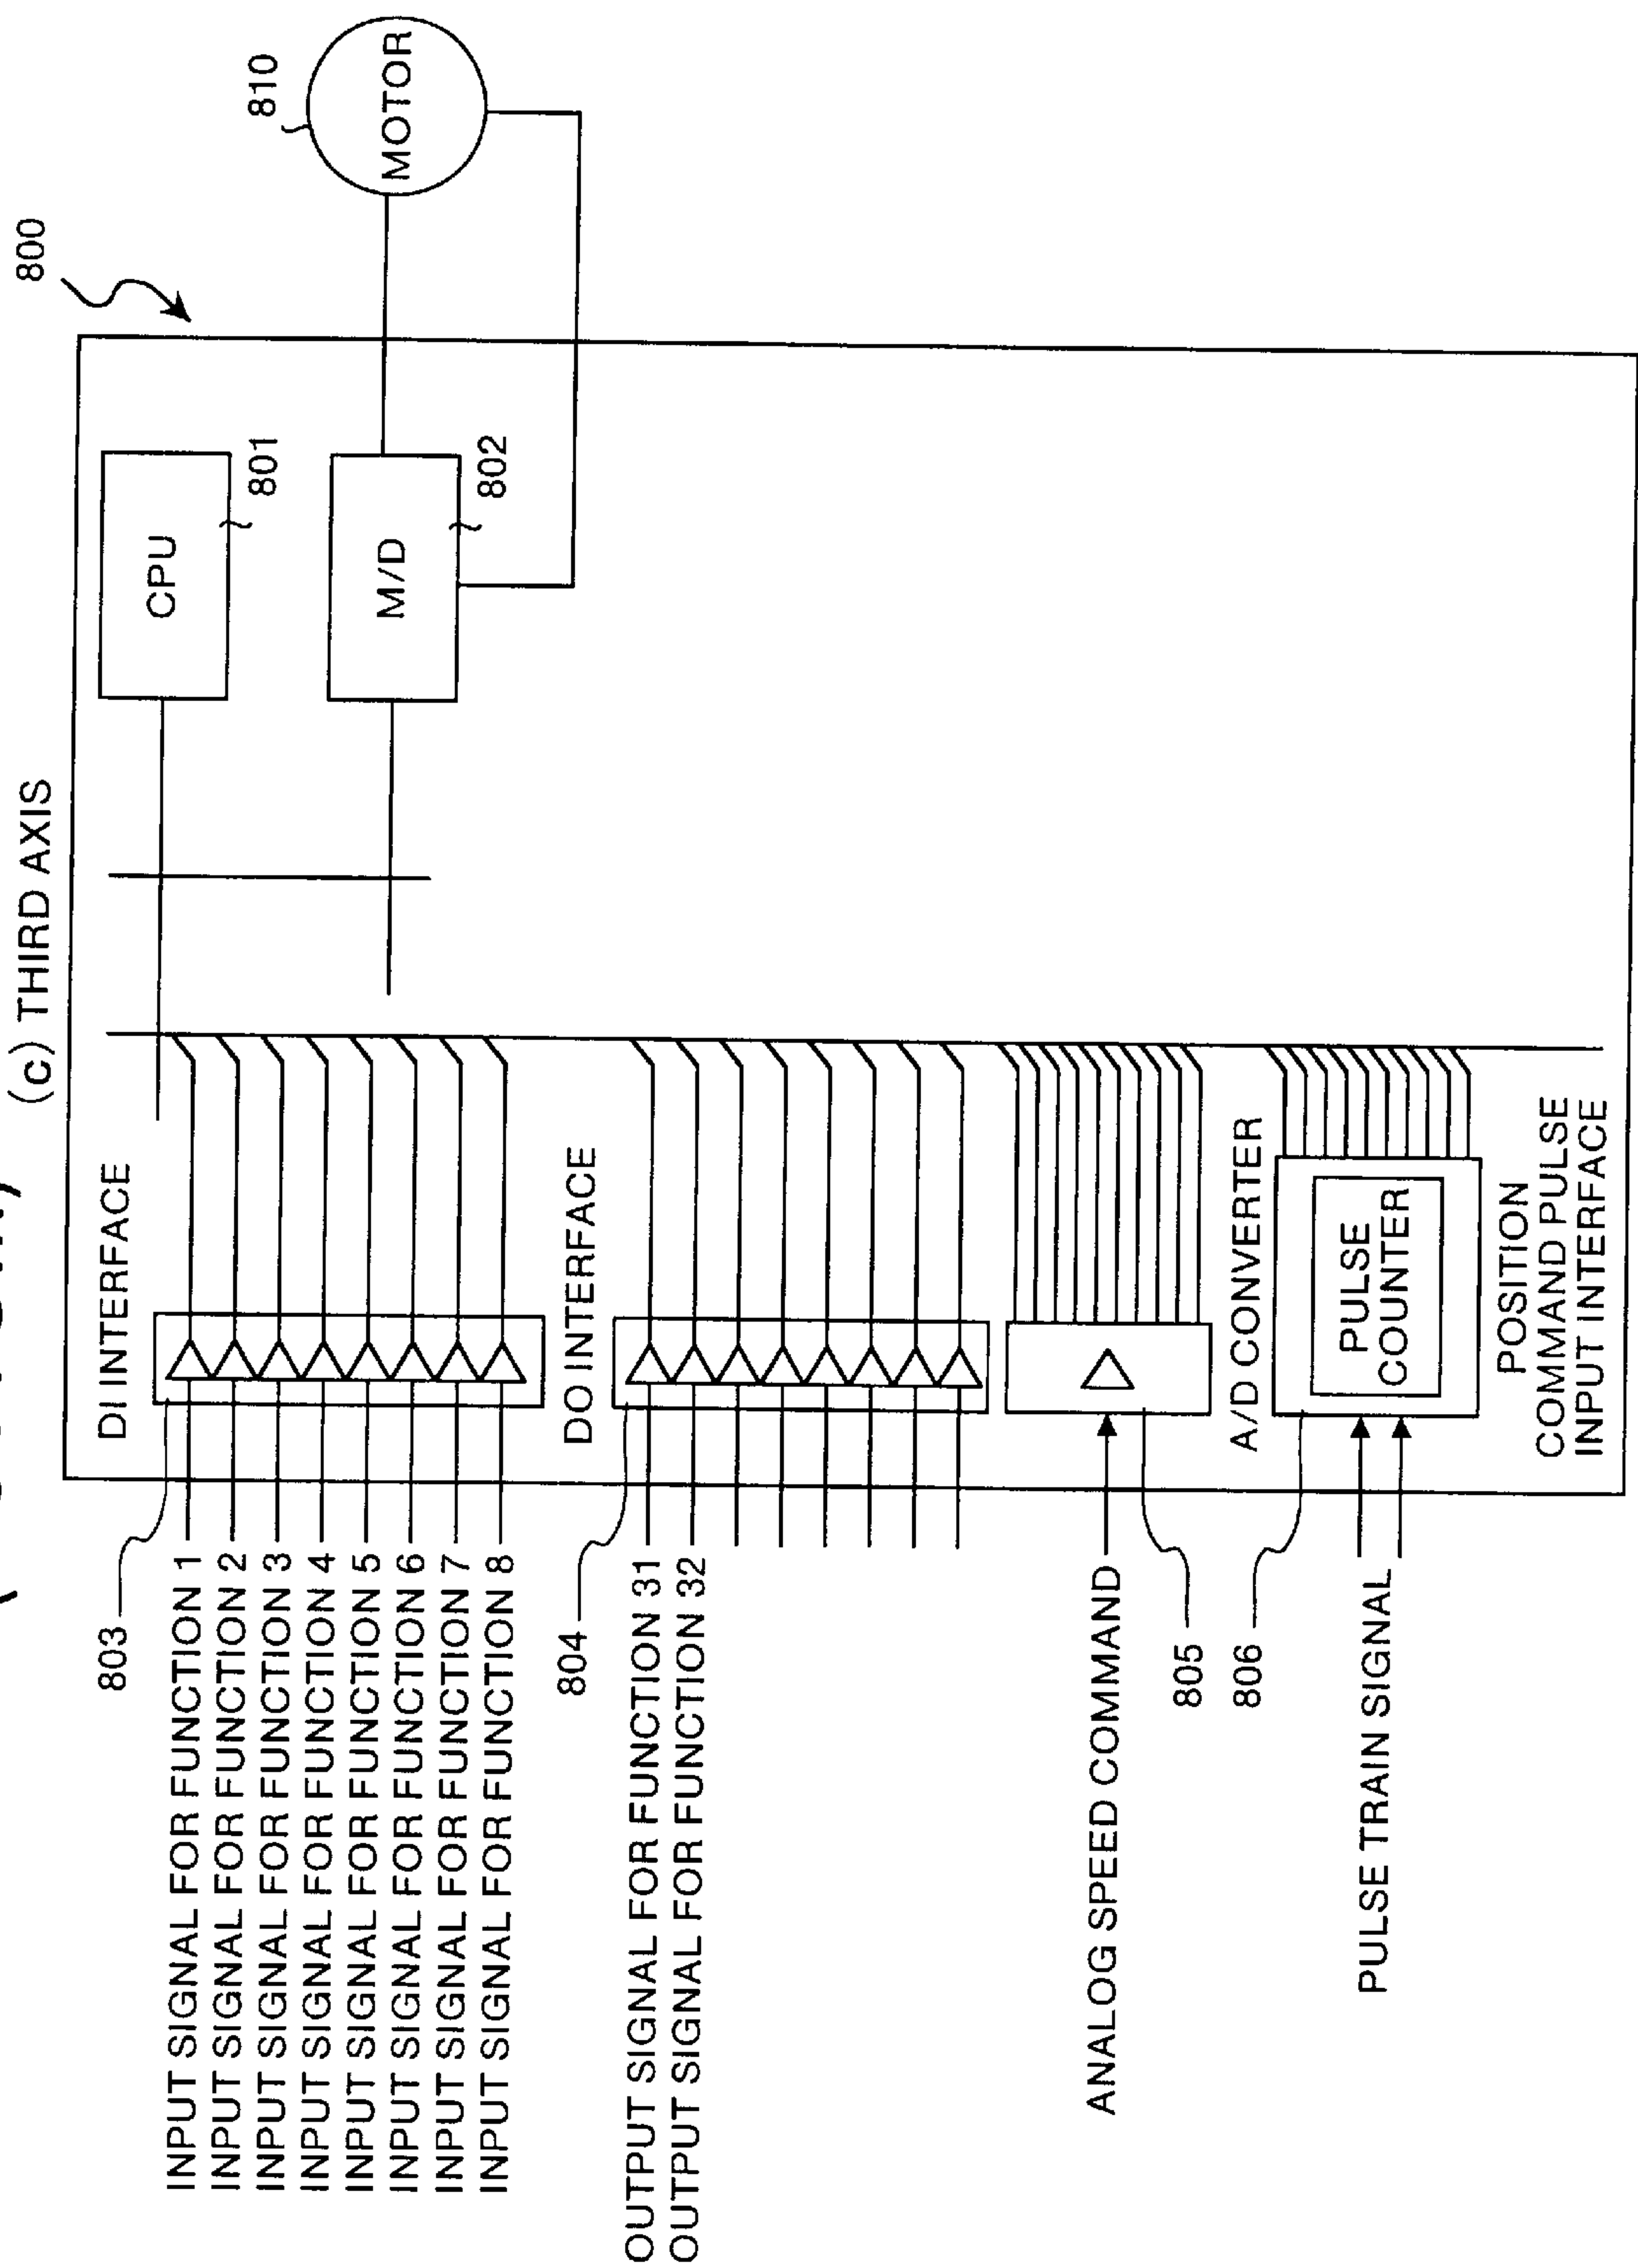 (c) THIRD AXIS
800
810
MOTOR
CPU
801
M/D
802
DI INTERFACE
803
INPUT SIGNAL FOR FUNCTION 1
INPUT SIGNAL FOR FUNCTION 2
INPUT SIGNAL FOR FUNCTION 3
INPUT SIGNAL FOR FUNCTION 4
INPUT SIGNAL FOR FUNCTION 5
INPUT SIGNAL FOR FUNCTION 6
INPUT SIGNAL FOR FUNCTION 7
INPUT SIGNAL FOR FUNCTION 8
DO INTERFACE
804
OUTPUT SIGNAL FOR FUNCTION 31
OUTPUT SIGNAL FOR FUNCTION 32
ANALOG SPEED COMMAND
805
A/D CONVERTER
806
PULSE
COUNTER
PULSE TRAIN SIGNAL
POSITION
COMMAND PULSE
INPUT INTERFACE